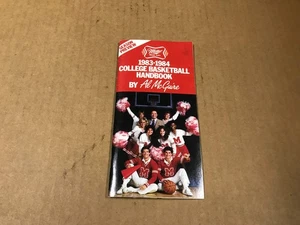 1983-1984
COLLEGE BASKETBALL
HANDBOOK
BY Al McGuire
M
M